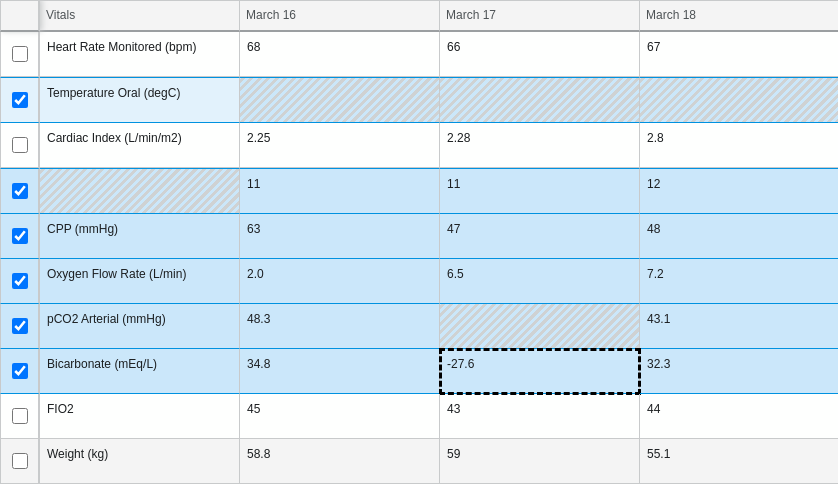 Vitals March 16 March 17 March 18
Heart Rate Monitored (bpm) 68 66 67
Temperature Oral (degC)
Cardiac Index (L/min/m2) 2.25 2.28 2.8
11 11 12
CPP (mmHg) 63 47 48
Oxygen Flow Rate (L/min) 2.0 6.5 7.2
pCO2 Arterial (mmHg) 48.3 43.1
Bicarbonate (mEq/L) 34.8 -27.6 32.3
FIO2 45 43 44
Weight (kg) 58.8 59 55.1